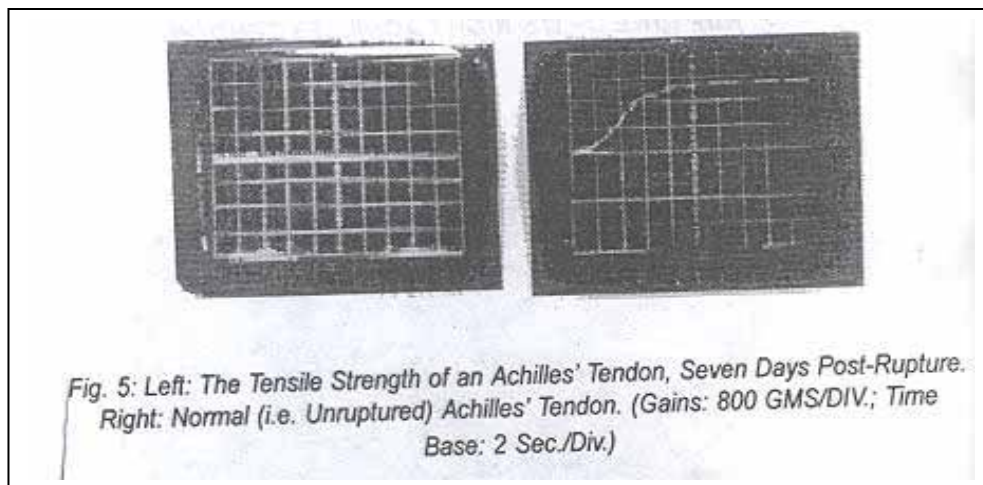 Fig. 5: Left: The Tensile Strength of an Achilles' Tendon, Seven Days Post-Rupture.
Right: Normal (i.e. Unruptured) Achilles' Tendon. (Gains: 800 GMS/DIV.; Time
Base: 2 Sec./Div.)